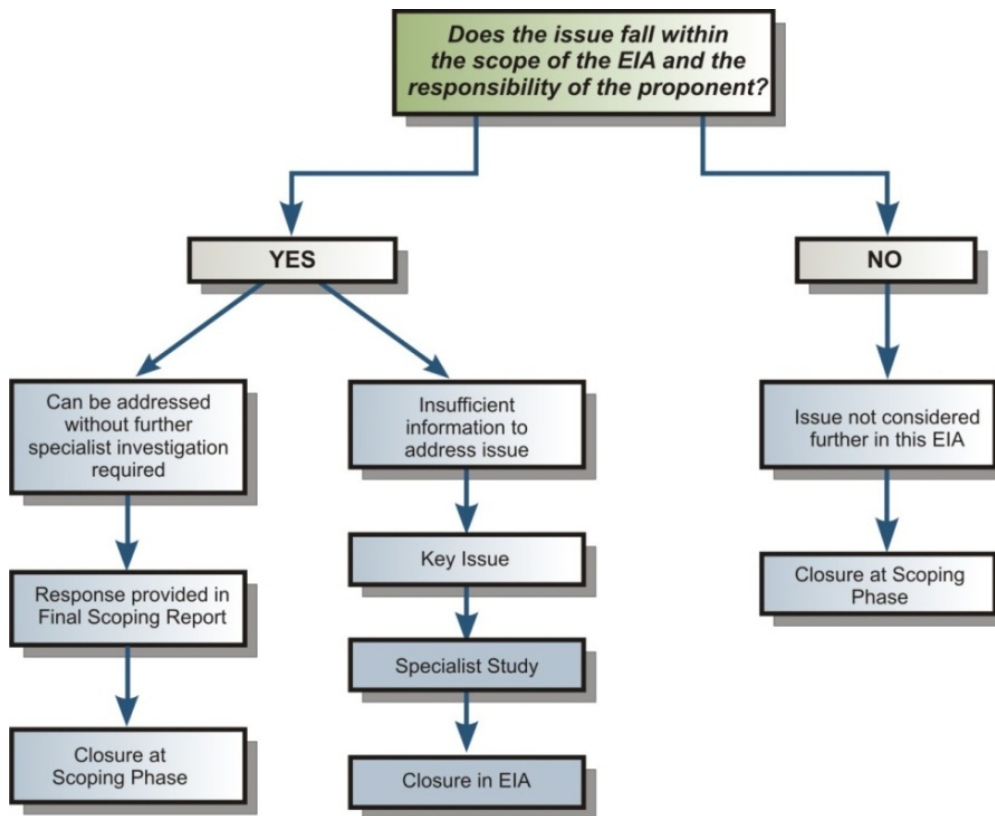 Does the issue fall within
the scope of the EIA and the
responsibility of the proponent?
YES
NO
Can be addressed
without further
specialist investigation
required
Insufficient
information to
address issue
Issue not considered
further in this EIA
Key Issue
Closure at Scoping
Phase
Response provided in
Final Scoping Report
Specialist Study
Closure at
Scoping Phase
Closure in EIA